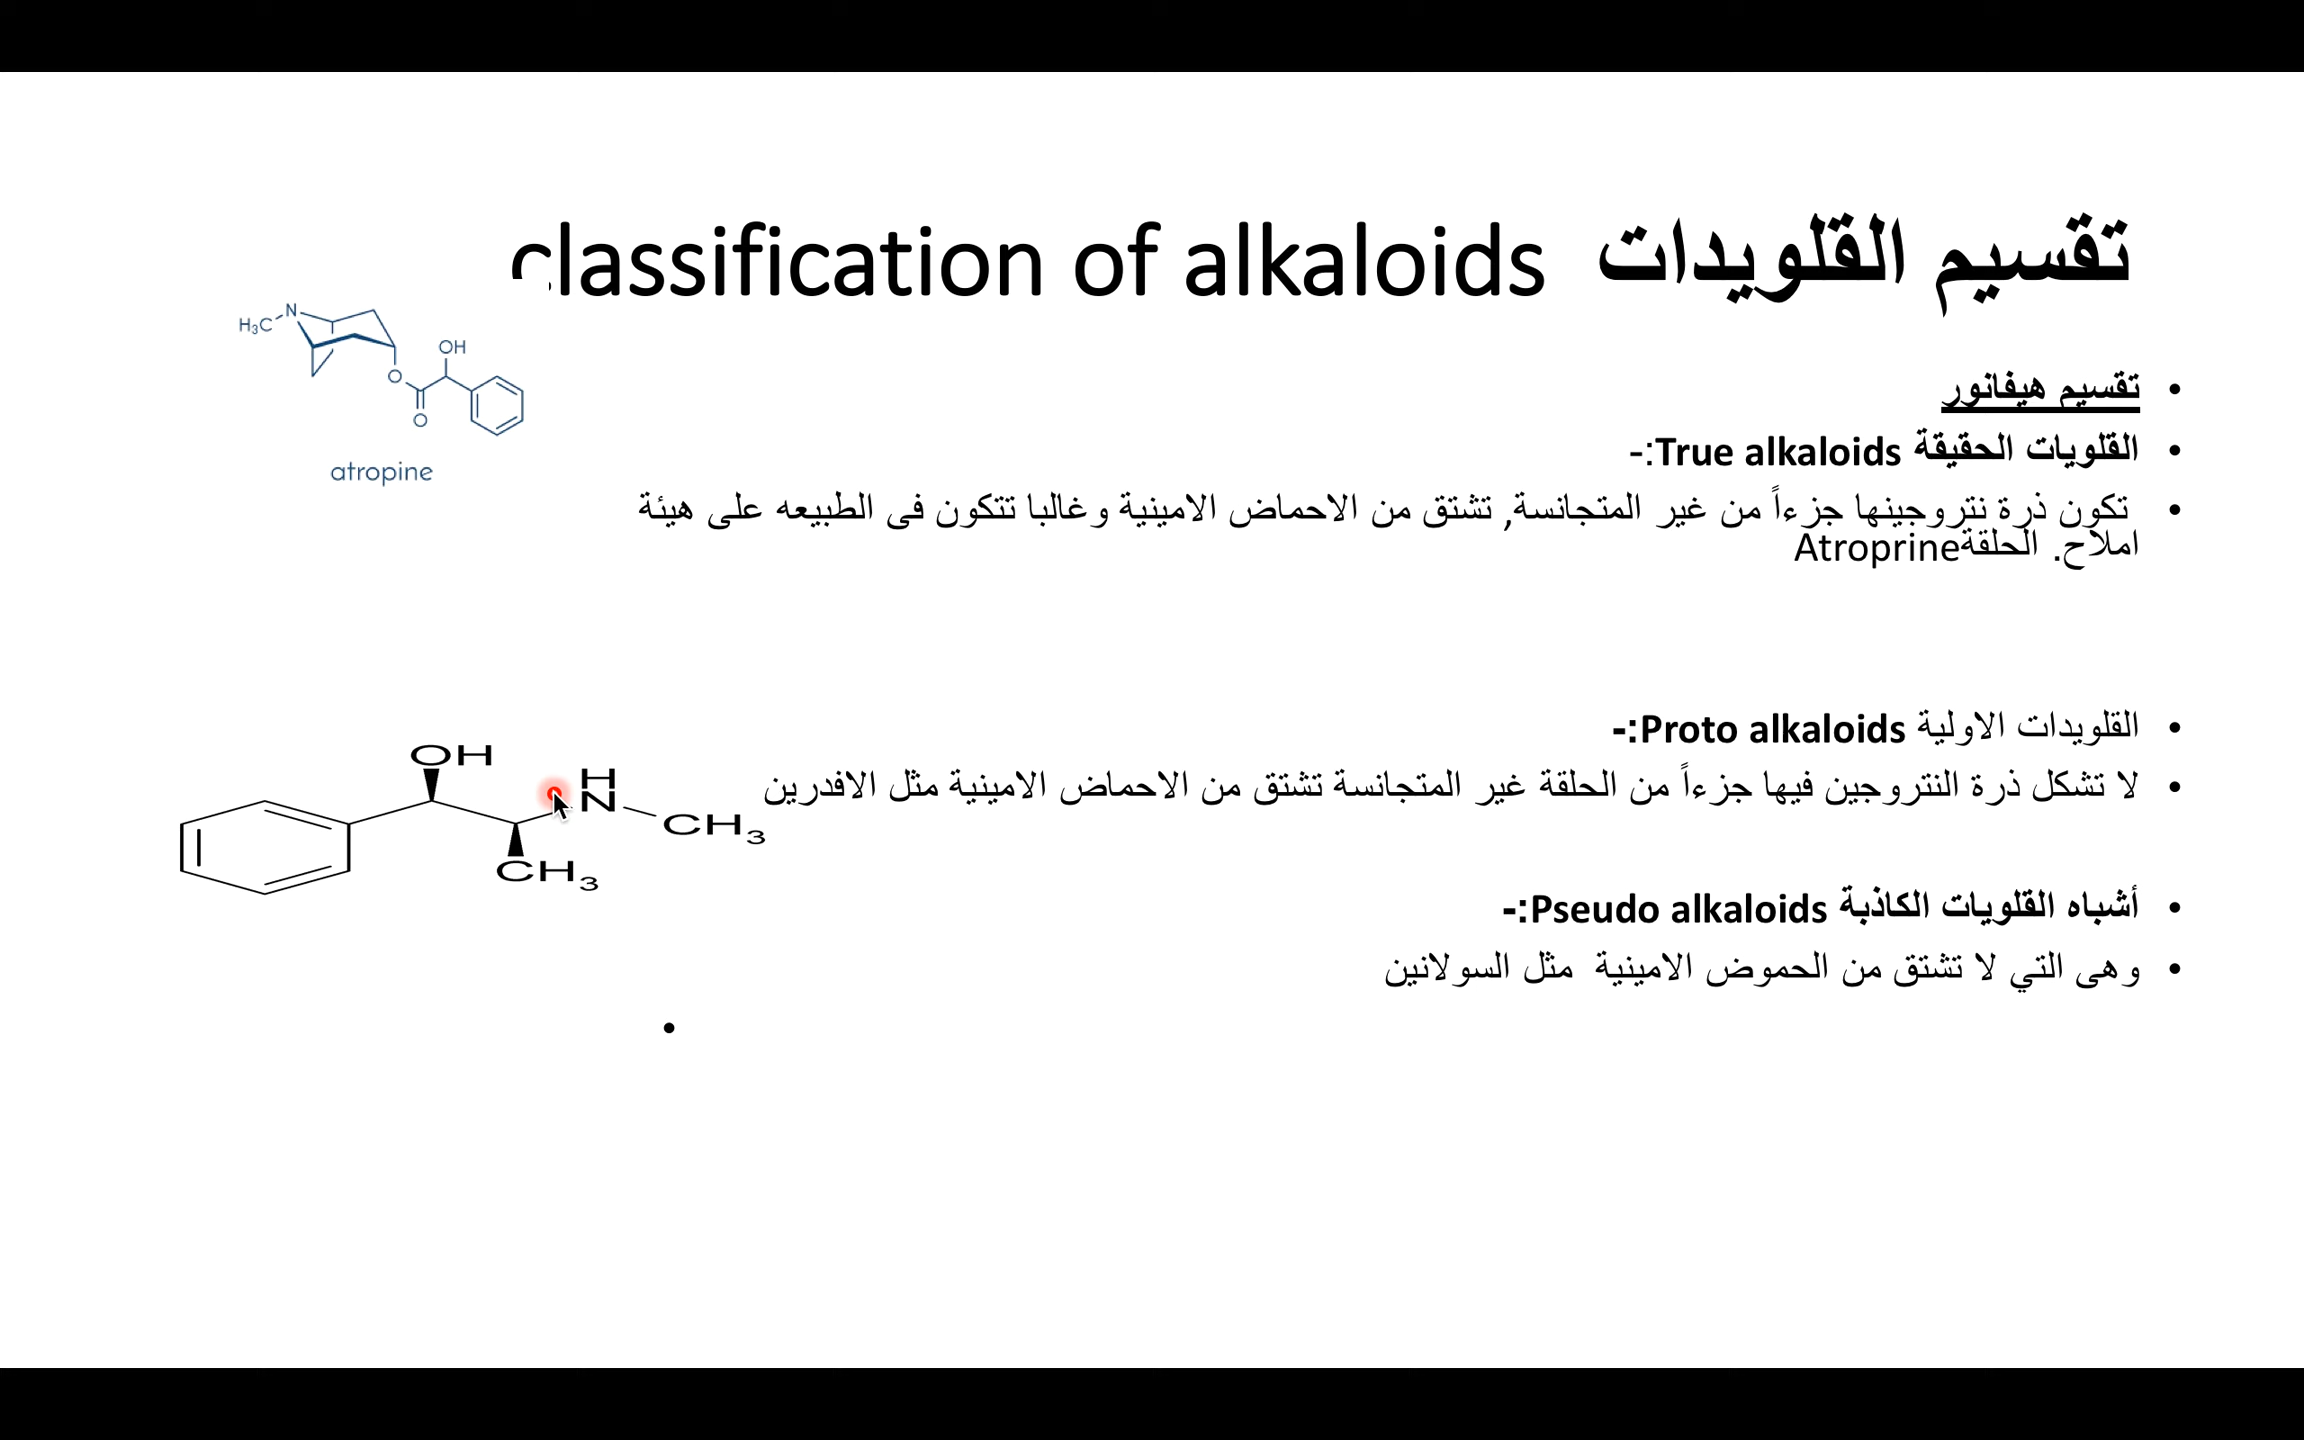 تقسيم القلويدات classification of alkaloids
H₃C N
OH
O
O
atropine
• تقسيم هيفانور
• القلويات الحقيقة True alkaloids:-
• تكون ذرة نتروجينها جزءاً من غير المتجانسة, تشتق من الاحماض الامينية وغالبا تتكون فى الطبيعه على هيئة
املاح. الحلقةAtroprine
• القلويدات الاولية Proto alkaloids:-
• لا تشكل ذرة النتروجين فيها جزءاً من الحلقة غير المتجانسة تشتق من الاحماض الامينية مثل الافدرين
OH
H
N
CH₃
CH₃
• أشباه القلويات الكاذبة Pseudo alkaloids:-
• وهى التي لا تشتق من الحموض الامينية مثل السولانين
•